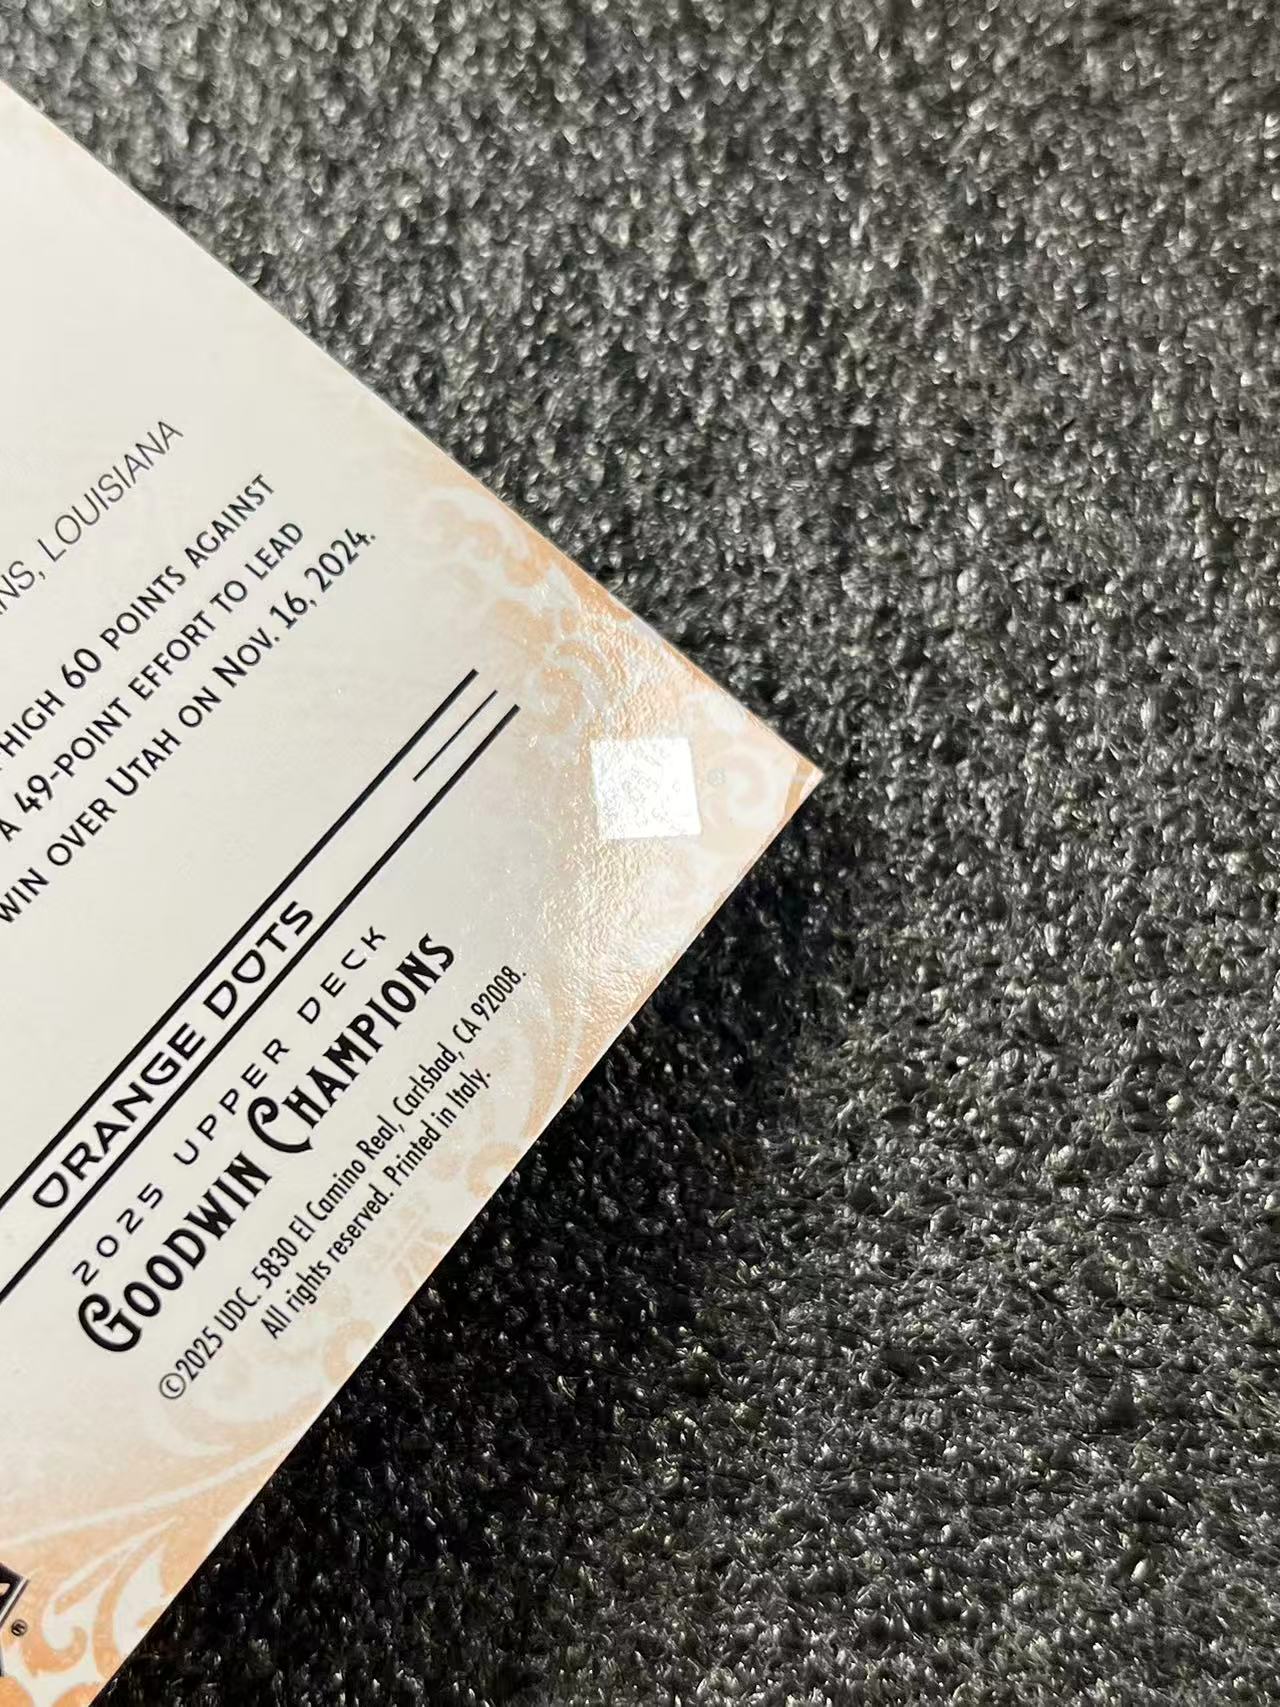 NS, LOUISIANA
HIGH 60 POINTS AGAINST
A 49-POINT EFFORT TO LEAD
WIN OVER UTAH ON NOV. 16, 2024.
ORANGE DOTS
2025 UPPER DECK
GOODWIN CHAMPIONS
©2025 UDC. 5830 El Camino Real, Carlsbad, CA 92008.
All rights reserved. Printed in Italy.
®